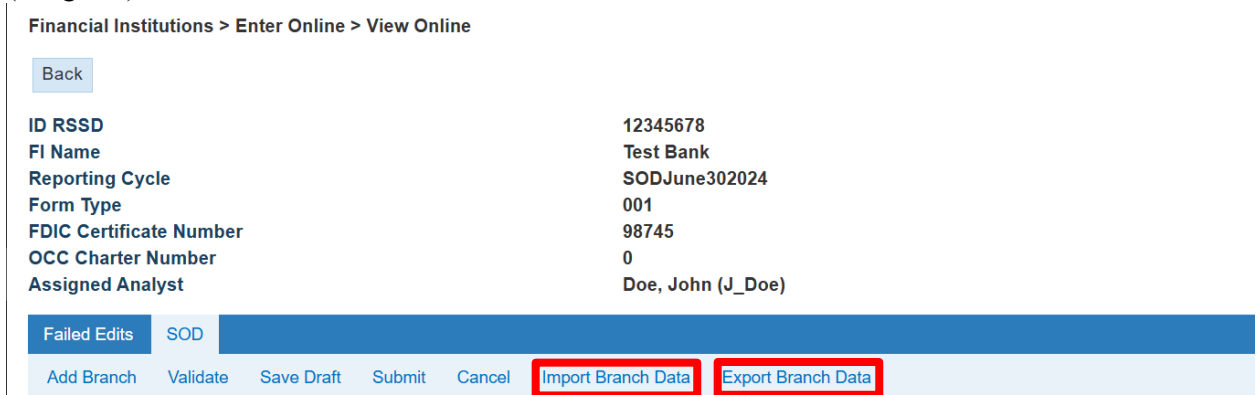 Financial Institutions > Enter Online > View Online
Back
ID RSSD 12345678
FI Name Test Bank
Reporting Cycle SODJune302024
Form Type 001
FDIC Certificate Number 98745
OCC Charter Number 0
Assigned Analyst Doe, John (J_Doe)
Failed Edits SOD
Add Branch Validate Save Draft Submit Cancel Import Branch Data Export Branch Data